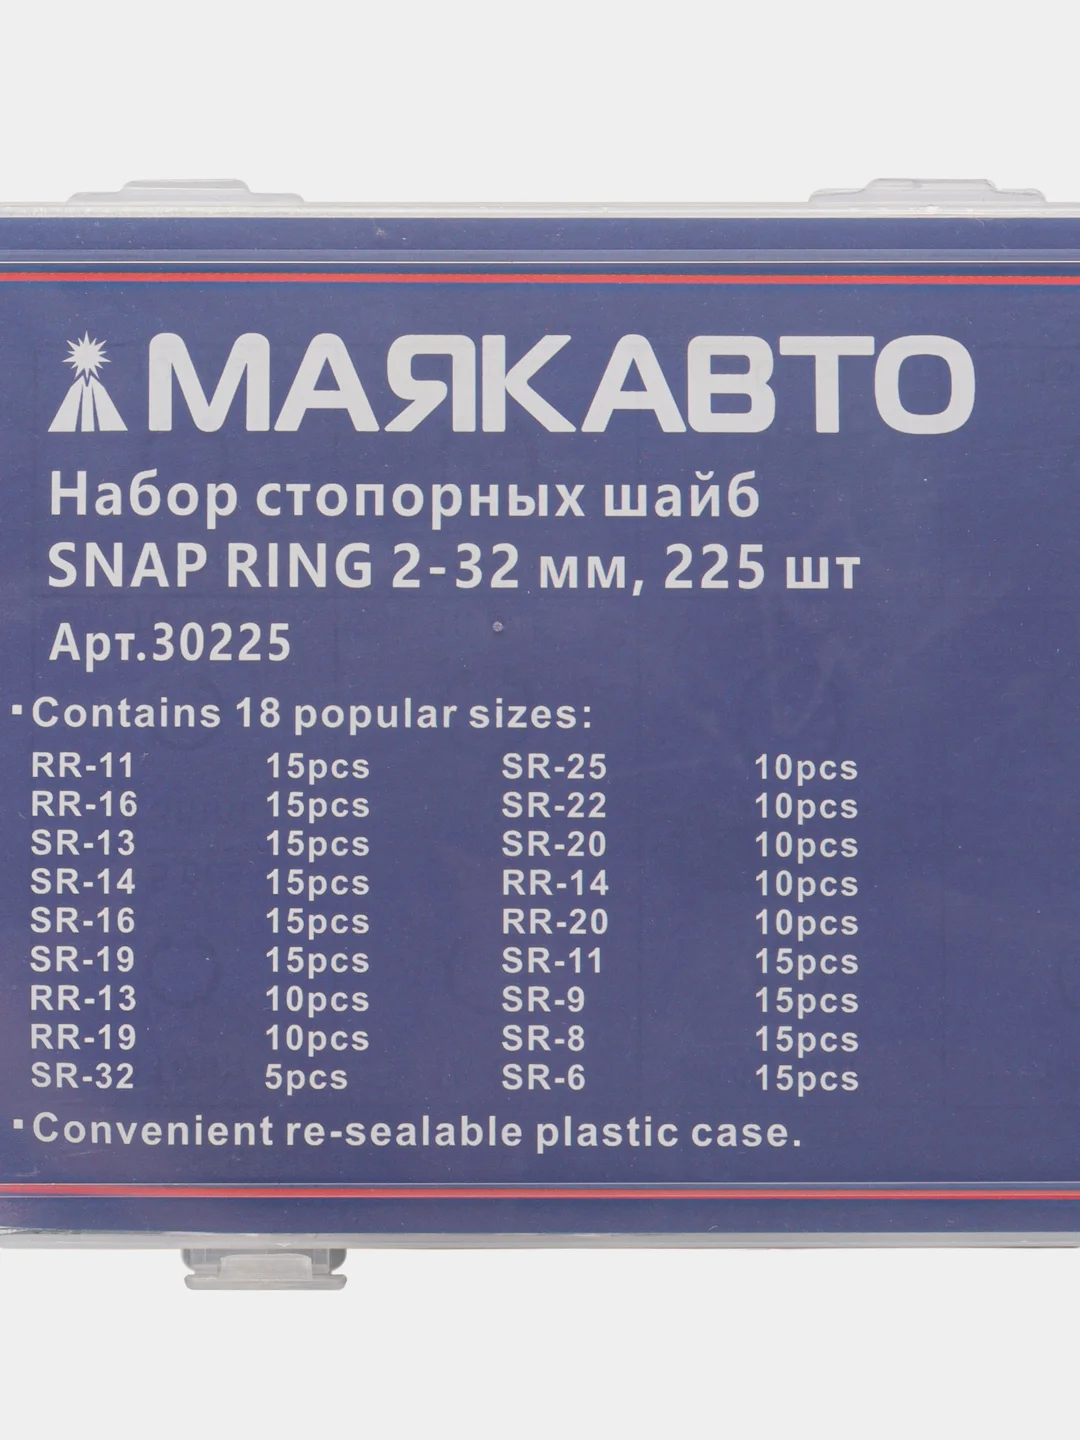 МАЯКАВТО
Набор стопорных шайб
SNAP RING 2-32 мм, 225 шт
Арт.30225
·Contains 18 popular sizes:
RR-11 15pcs SR-25 10pcs
RR-16 15pcs SR-22 10pcs
SR-13 15pcs SR-20 10pcs
SR-14 15pcs RR-14 10pcs
SR-16 15pcs RR-20 10pcs
SR-19 15pcs SR-11 15pcs
RR-13 10pcs SR-9 15pcs
RR-19 10pcs SR-8 15pcs
SR-32 5pcs SR-6 15pcs
·Convenient re-sealable plastic case.